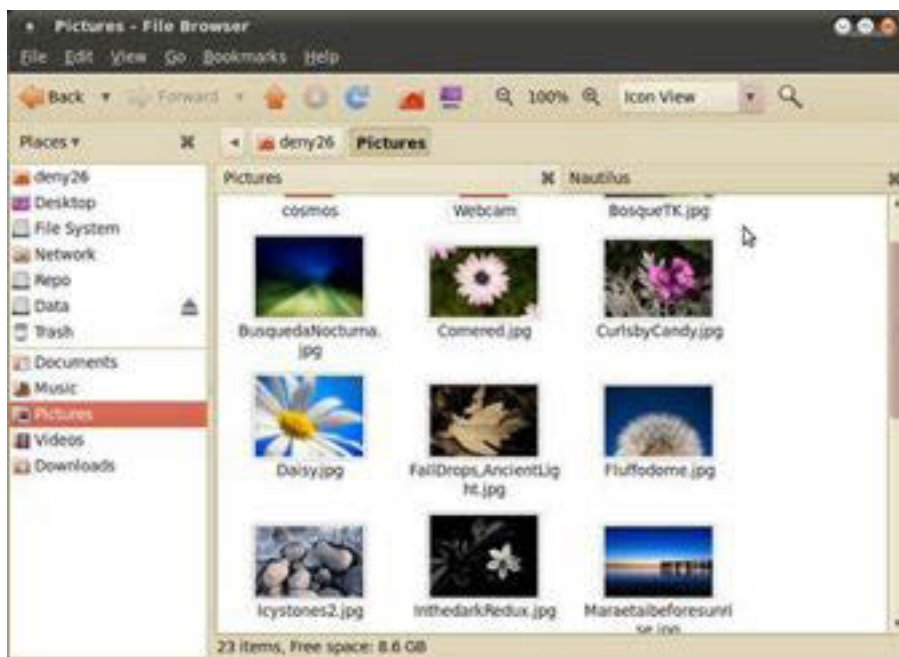 Pictures - File Browser
File Edit View Go Bookmarks Help
Back Forward 100% Icon View
Places deny26 Pictures
Pictures Nautilus
deny26
Desktop
File System
Network
Repo
Data
Trash
Documents
Music
Pictures
Videos
Downloads
cosmos Webcam BosqueTK.jpg
BusquedaNocturna.
jpg
Cornered.jpg CurlsbyCandy.jpg
Daisy.jpg FallDrops,AncientLig
ht.jpg
Fluffodome.jpg
Icystones2.jpg InthedarkRedux.jpg Maraetaibeforesunri
se.jpg
23 items, Free space: 8.6 GB